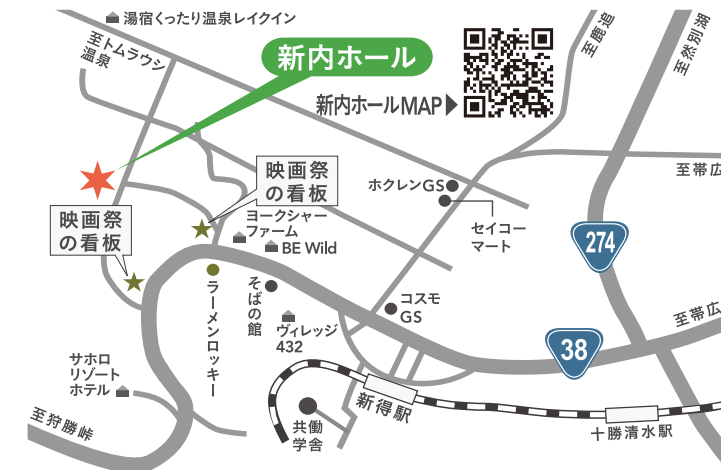 湯宿くったり温泉レイクイン
至トムラウシ
温泉
新内ホール
新内ホールMAP
至鹿追
至然別湖
映画祭
の看板
ホクレンGS
至帯広
映画祭
の看板
ヨークシャー
ファーム
BE Wild
セイコー
マート
274
ラーメンロッキー
そばの館
コスモ
GS
ヴィレッジ
432
至帯広
38
サホロ
リゾート
ホテル
至狩勝峠
新得駅
共働
学舎
十勝清水駅